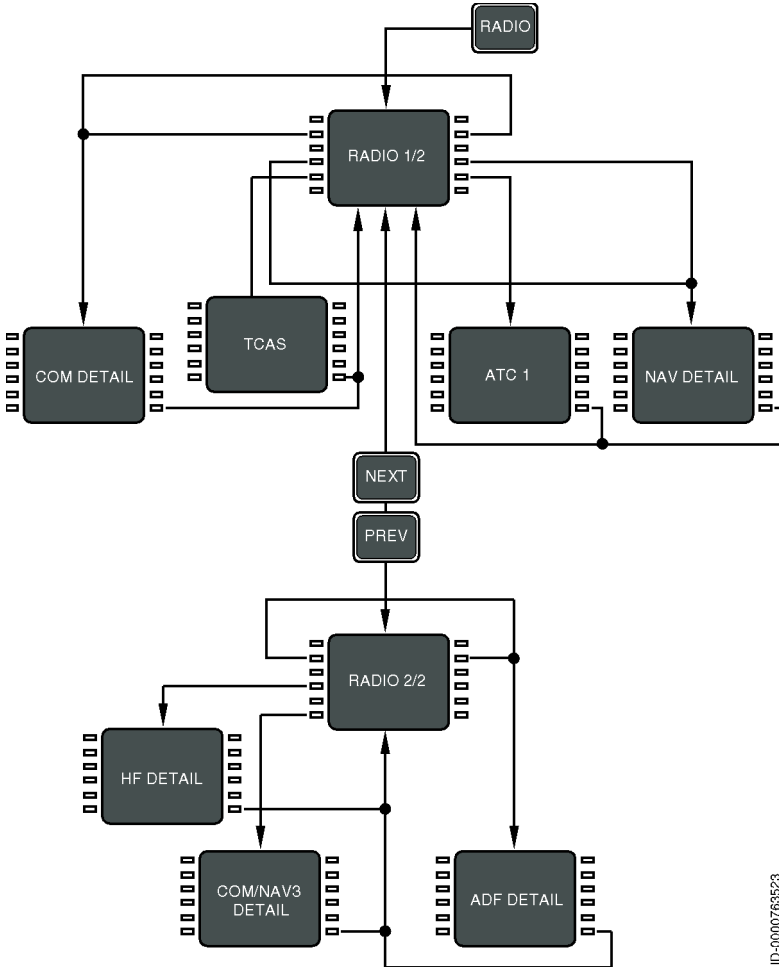 RADIO
RADIO 1/2
TCAS
COM DETAIL
ATC 1
NAV DETAIL
NEXT
PREV
RADIO 2/2
HF DETAIL
COM/NAV3
DETAIL
ADF DETAIL
ID-0000763523